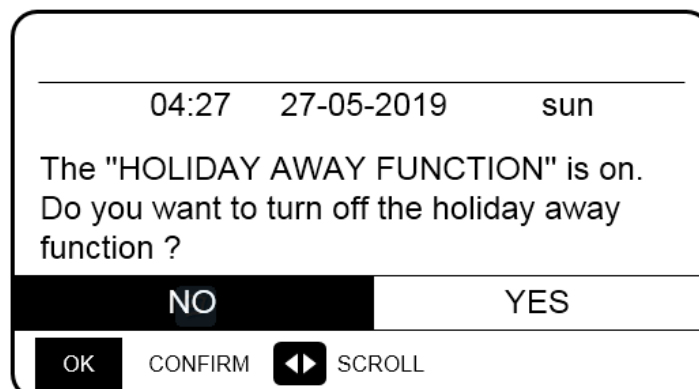 04:27 27-05-2019 sun
The "HOLIDAY AWAY FUNCTION" is on.
Do you want to turn off the holiday away
function ?
NO YES
OK CONFIRM SCROLL